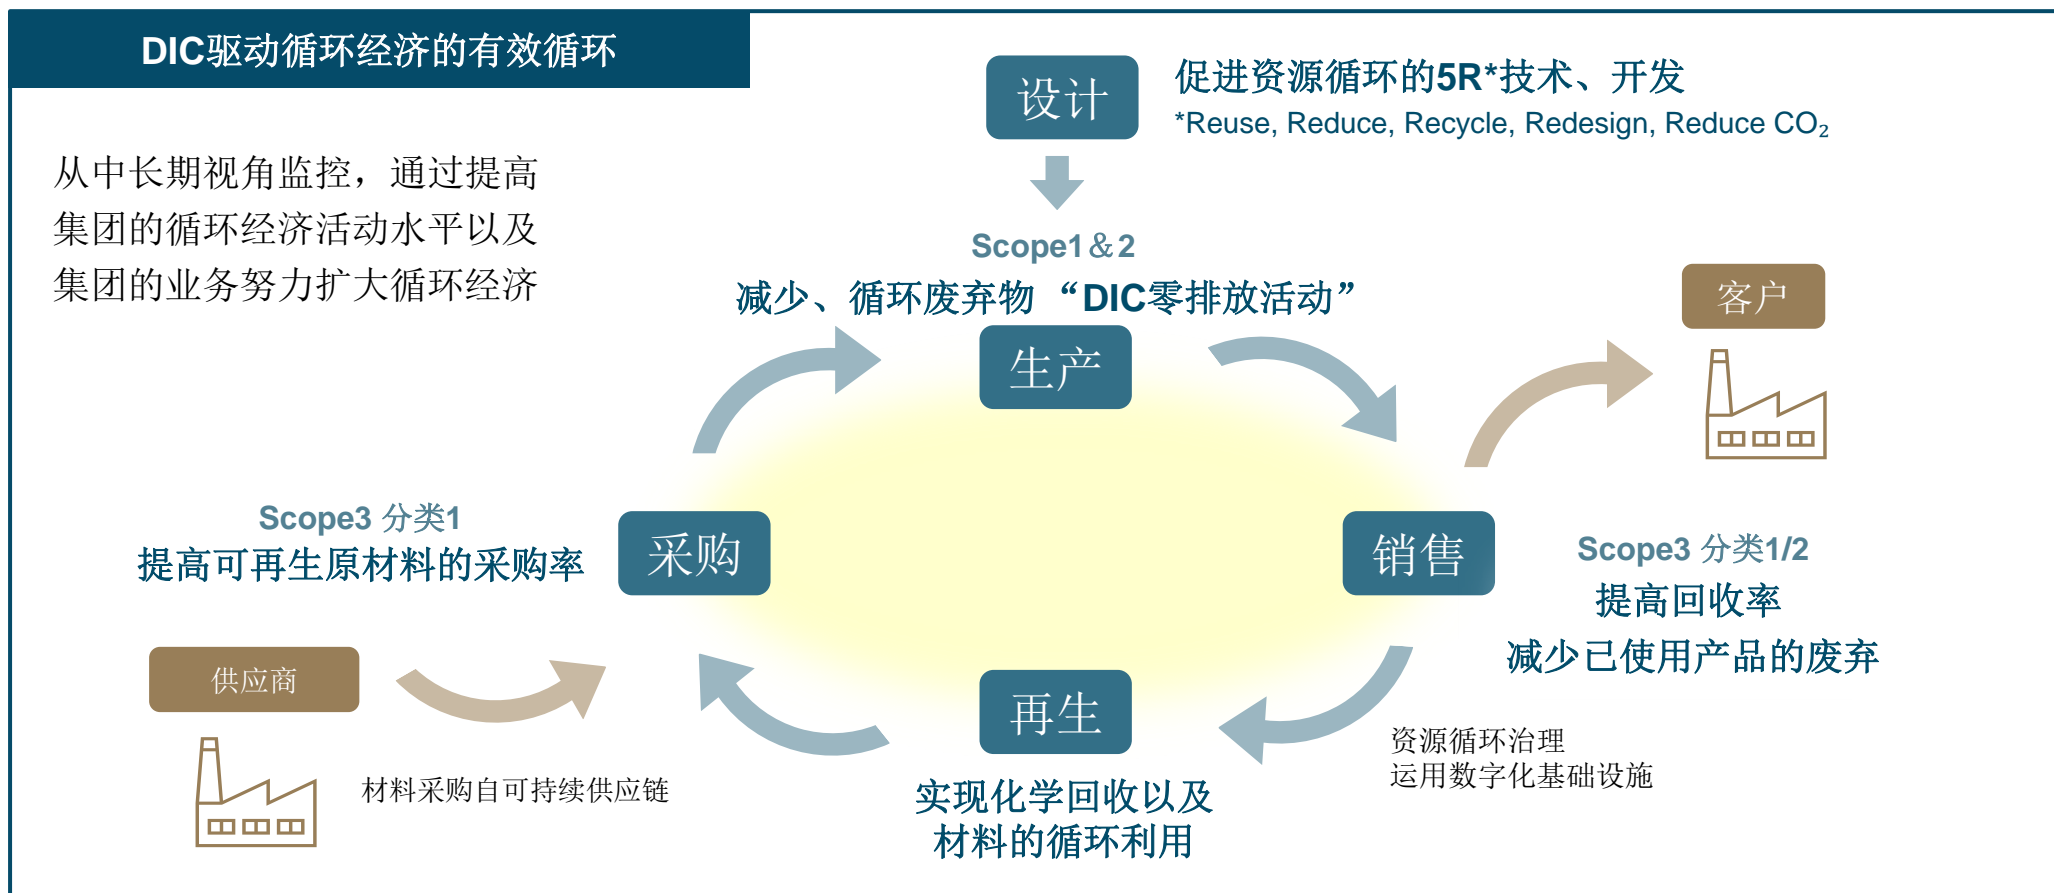 DIC驱动循环经济的有效循环
从中长期视角监控，通过提高
集团的循环经济活动水平以及
集团的业务努力扩大循环经济
设计
促进资源循环的5R*技术、开发
*Reuse, Reduce, Recycle, Redesign, Reduce CO₂
Scope1＆2
减少、循环废弃物 “DIC零排放活动”
生产
客户
Scope3 分类1
提高可再生原材料的采购率
采购
销售
Scope3 分类1/2
提高回收率
减少已使用产品的废弃
供应商
材料采购自可持续供应链
再生
实现化学回收以及
材料的循环利用
资源循环治理
运用数字化基础设施